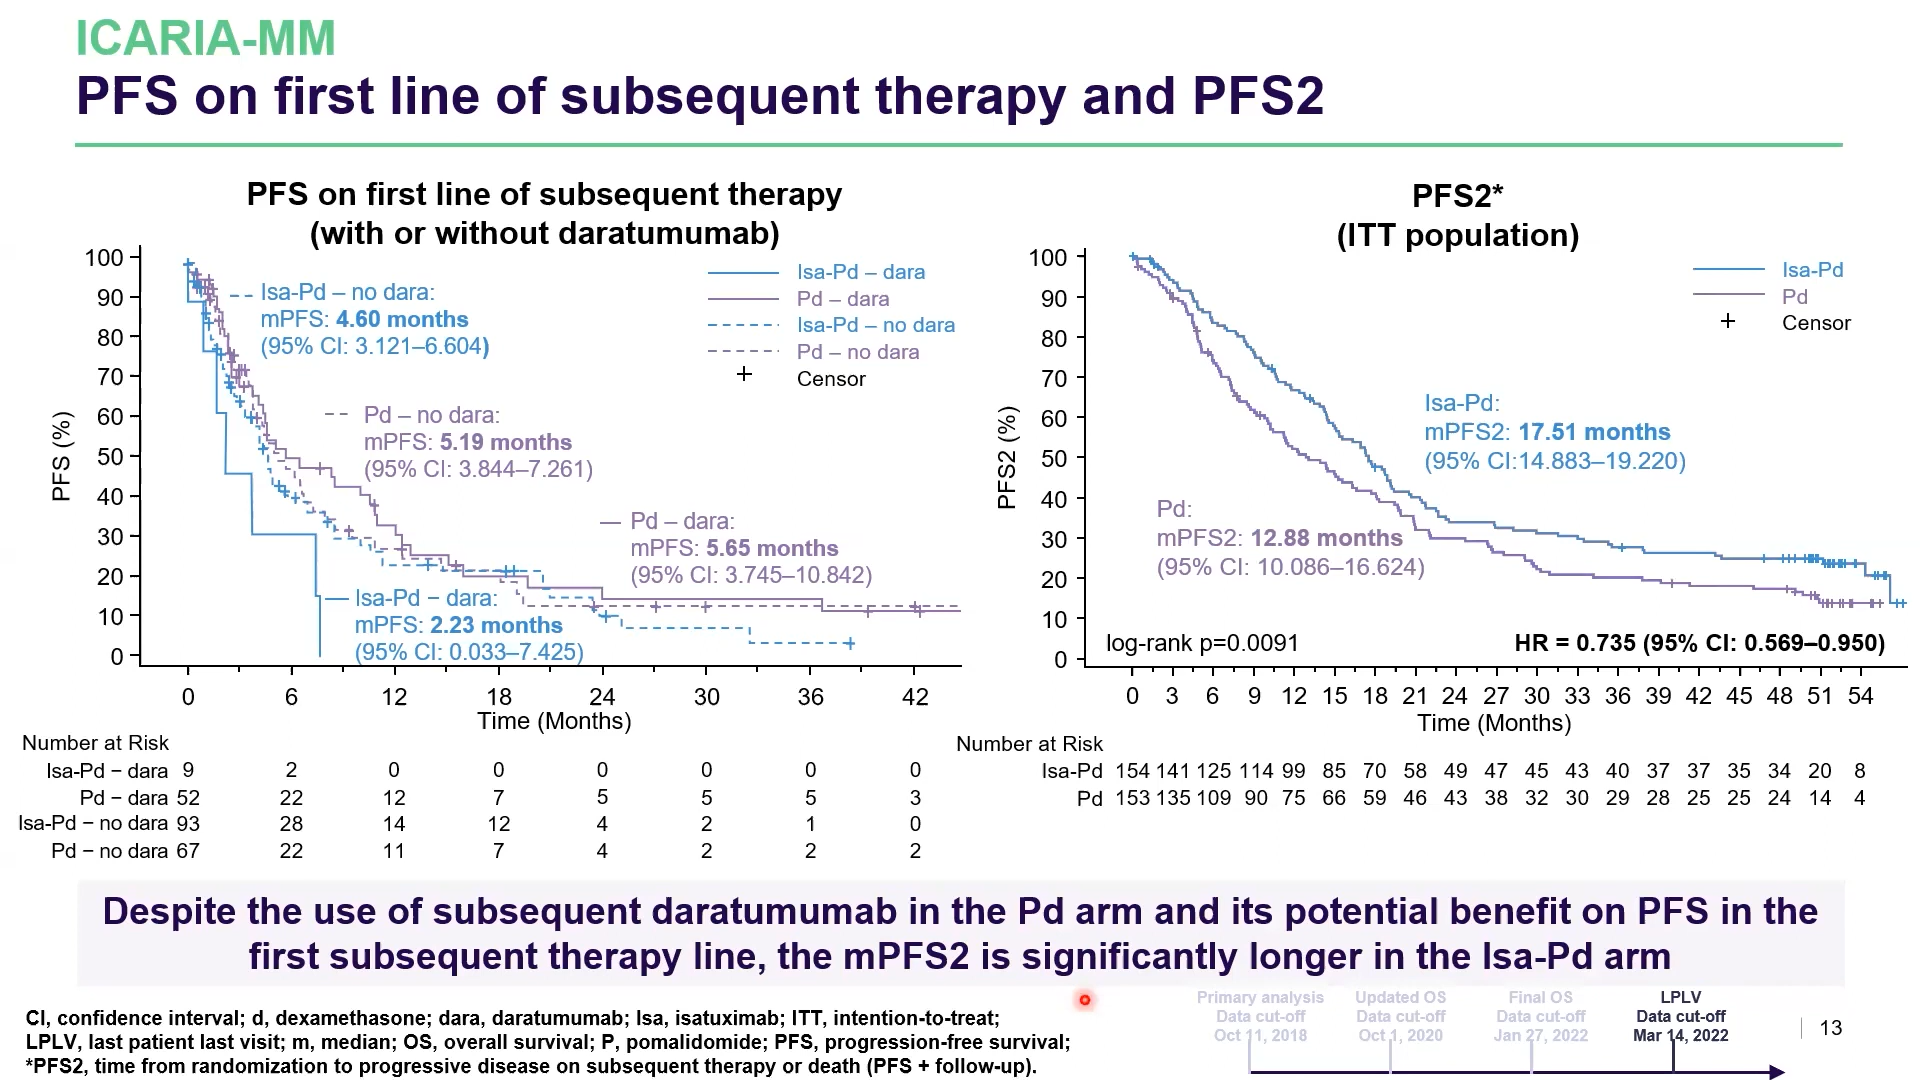 ICARIA-MM
PFS on first line of subsequent therapy and PFS2
PFS on first line of subsequent therapy
(with or without daratumumab)
100
90
80
70
60
50
40
30
20
10
0
PFS (%)
Isa-Pd – no dara:
mPFS: 4.60 months
(95% CI: 3.121–6.604)
Pd – no dara:
mPFS: 5.19 months
(95% CI: 3.844–7.261)
Pd – dara:
mPFS: 5.65 months
(95% CI: 3.745–10.842)
Isa-Pd – dara:
mPFS: 2.23 months
(95% CI: 0.033–7.425)
Isa-Pd – dara
Pd – dara
Isa-Pd – no dara
Pd – no dara
Censor
0 6 12 18 24 30 36 42
Time (Months)
Number at Risk
Isa-Pd – dara 9 2 0 0 0 0 0 0
Pd – dara 52 22 12 7 5 5 5 3
Isa-Pd – no dara 93 28 14 12 4 2 1 0
Pd – no dara 67 22 11 7 4 2 2 2
PFS2*
(ITT population)
100
90
80
70
60
50
40
30
20
10
0
PFS2 (%)
Isa-Pd
Pd
Censor
Isa-Pd:
mPFS2: 17.51 months
(95% CI:14.883–19.220)
Pd:
mPFS2: 12.88 months
(95% CI: 10.086–16.624)
log-rank p=0.0091
HR = 0.735 (95% CI: 0.569–0.950)
0 3 6 9 12 15 18 21 24 27 30 33 36 39 42 45 48 51 54
Time (Months)
Number at Risk
Isa-Pd 154 141 125 114 99 85 70 58 49 47 45 43 40 37 37 35 34 20 8
Pd 153 135 109 90 75 66 59 46 43 38 32 30 29 28 25 25 24 14 4
Despite the use of subsequent daratumumab in the Pd arm and its potential benefit on PFS in the
first subsequent therapy line, the mPFS2 is significantly longer in the Isa-Pd arm
CI, confidence interval; d, dexamethasone; dara, daratumumab; Isa, isatuximab; ITT, intention-to-treat;
LPLV, last patient last visit; m, median; OS, overall survival; P, pomalidomide; PFS, progression-free survival;
*PFS2, time from randomization to progressive disease on subsequent therapy or death (PFS + follow-up).
Primary analysis
Data cut-off
Oct 11, 2018
Updated OS
Data cut-off
Oct 1, 2020
Final OS
Data cut-off
Jan 27, 2022
LPLV
Data cut-off
Mar 14, 2022
13